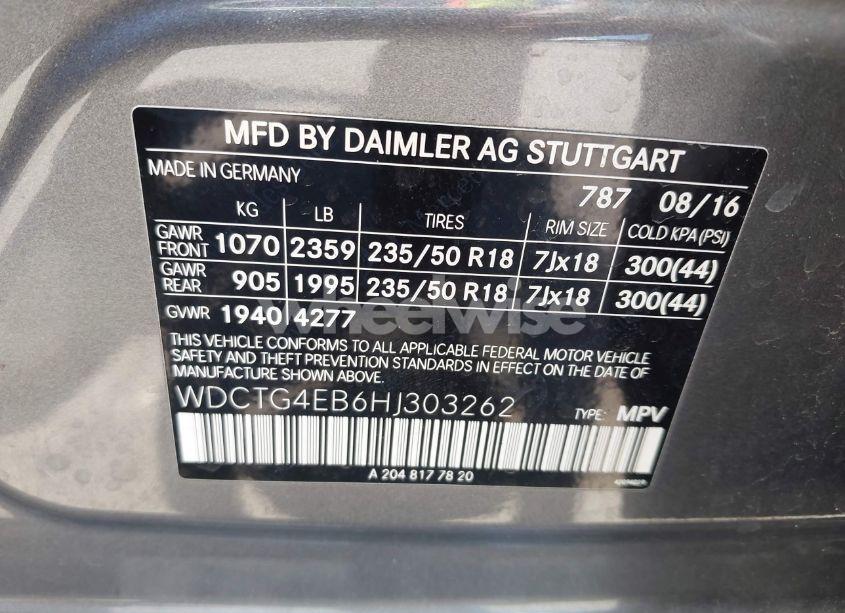 MFD BY DAIMLER AG STUTTGART
MADE IN GERMANY 787 08/16
KG LB TIRES RIM SIZE COLD KPA (PSI)
GAWR FRONT 1070 2359 235/50 R18 7Jx18 300(44)
GAWR REAR 905 1995 235/50 R18 7Jx18 300(44)
GVWR 1940 4277
Wheelwise
THIS VEHICLE CONFORMS TO ALL APPLICABLE FEDERAL MOTOR VEHICLE
SAFETY AND THEFT PREVENTION STANDARDS IN EFFECT ON THE DATE OF
MANUFACTURE SHOWN ABOVE.
WDCTG4EB6HJ303262 TYPE: MPV
A 204 817 78 20